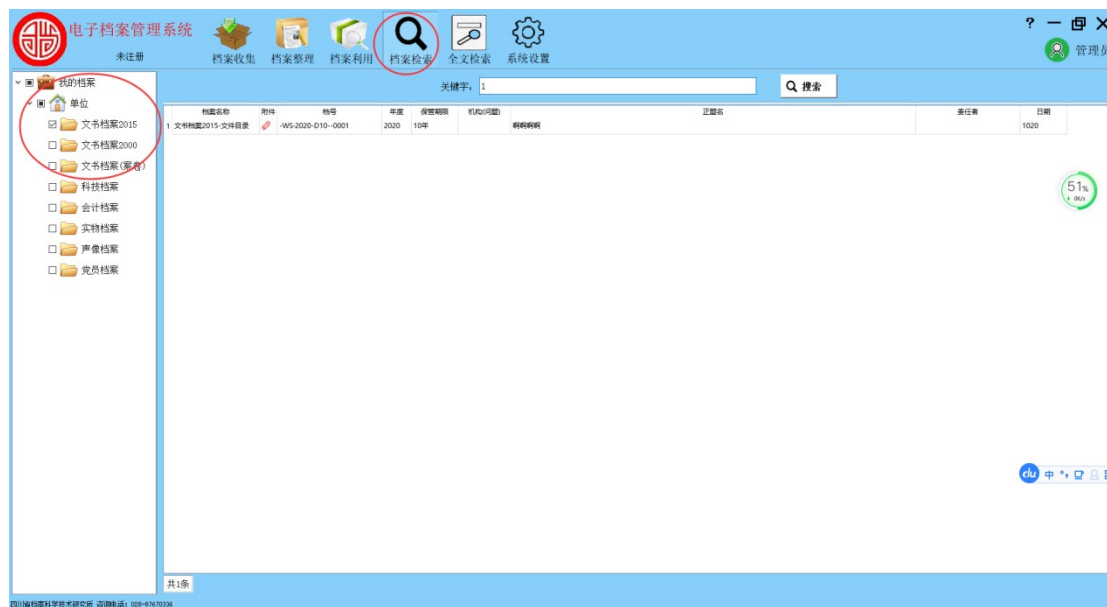 电子档案管理系统
未注册
档案收集 档案整理 档案利用 档案检索 全文检索 系统设置
? 管理员
我的档案
单位
文书档案2015
文书档案2000
文书档案(案卷)
科技档案
会计档案
实物档案
声像档案
党员档案
关键字: 1 搜索
档案名称 附件 档号 年度 保管期限 机构(问题) 正题名 责任者 日期
1 文书档案2015-文件目录 -WS-2020-D10--0001 2020 10年 啊啊啊啊 1020
51%
0K/s
du 中
共1条
四川省档案科学技术研究所 咨询电话: 028-87670336